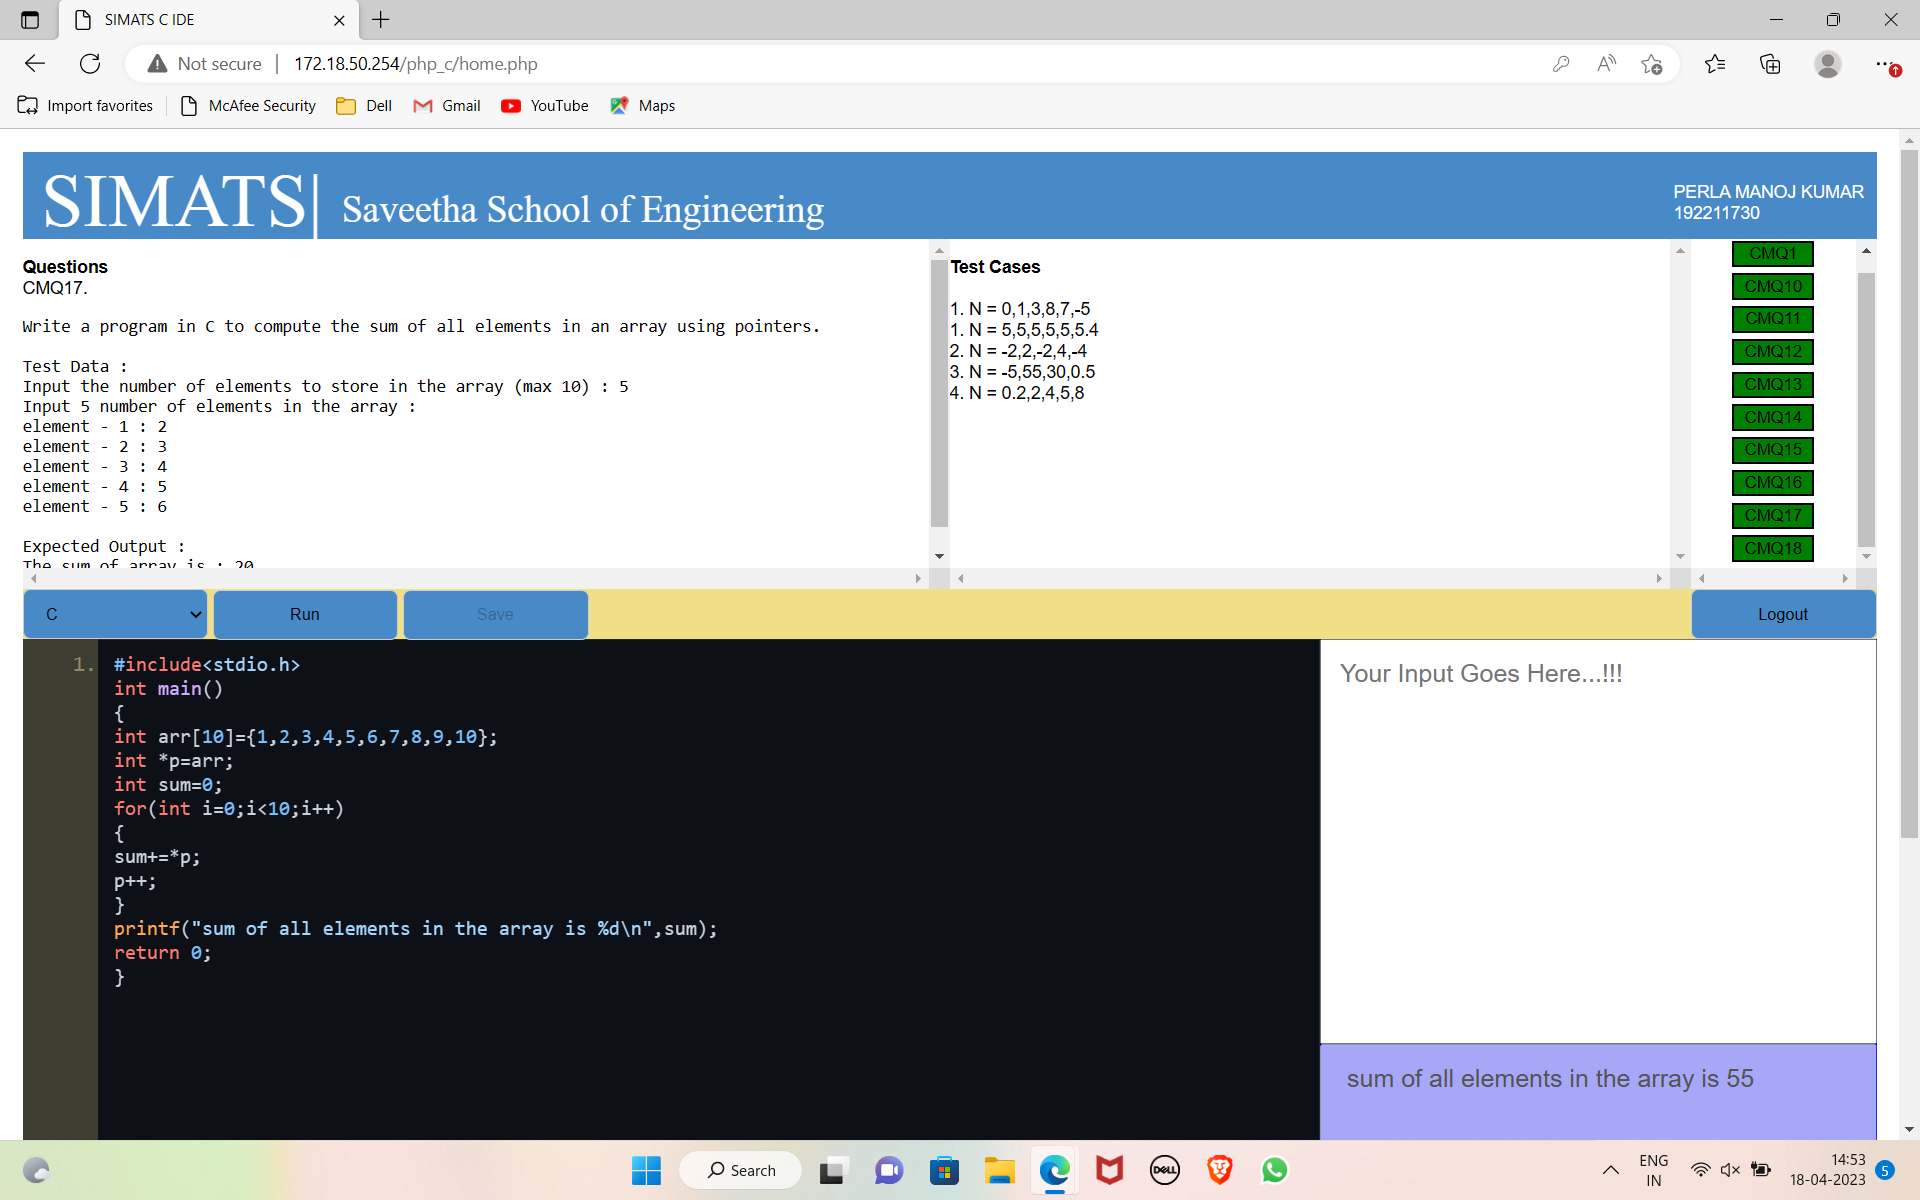 SIMATS C IDE
Not secure
172.18.50.254/php_c/home.php
Import favorites
McAfee Security
Dell
Gmail
YouTube
Maps
SIMATS| Saveetha School of Engineering
PERLA MANOJ KUMAR
192211730
Questions
CMQ17.
Write a program in C to compute the sum of all elements in an array using pointers.
Test Data :
Input the number of elements to store in the array (max 10) : 5
Input 5 number of elements in the array :
element - 1 : 2
element - 2 : 3
element - 3 : 4
element - 4 : 5
element - 5 : 6
Expected Output :
The sum of array is : 20
Test Cases
1. N = 0,1,3,8,7,-5
1. N = 5,5,5,5,5,5.4
2. N = -2,2,-2,4,-4
3. N = -5,55,30,0.5
4. N = 0.2,2,4,5,8
CMQ1
CMQ10
CMQ11
CMQ12
CMQ13
CMQ14
CMQ15
CMQ16
CMQ17
CMQ18
C
Run
Save
Logout
1. #include<stdio.h>
int main()
{
int arr[10]={1,2,3,4,5,6,7,8,9,10};
int *p=arr;
int sum=0;
for(int i=0;i<10;i++)
{
sum+=*p;
p++;
}
printf("sum of all elements in the array is %d\n",sum);
return 0;
}
Your Input Goes Here...!!!
sum of all elements in the array is 55
Search
DELL
ENG
IN
14:53
18-04-2023
5